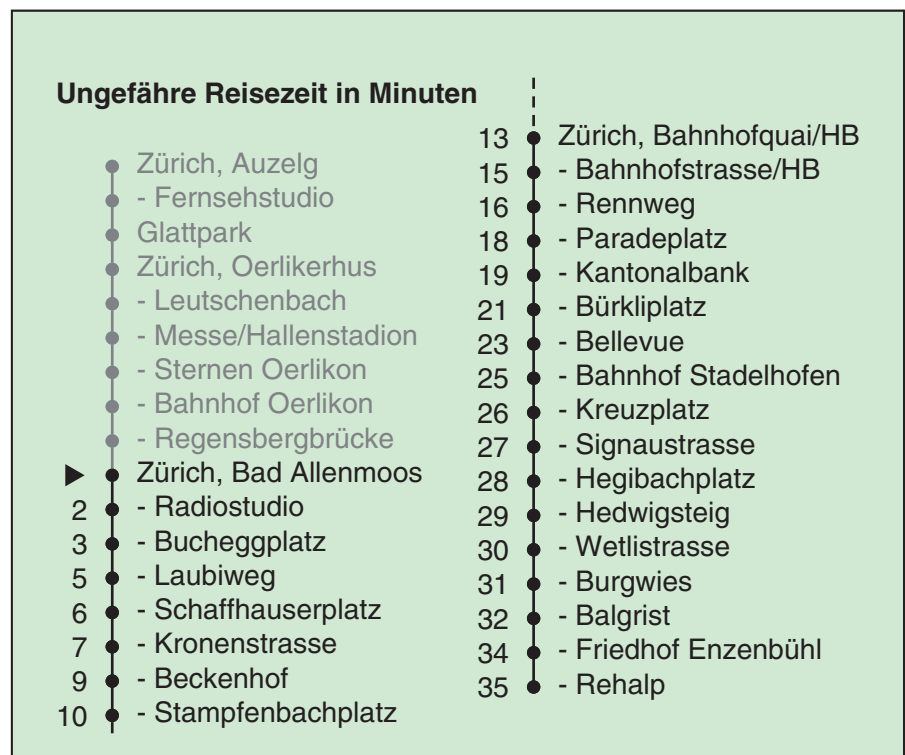 Ungefähre Reisezeit in Minuten
Zürich, Auzelg
- Fernsehstudio
Glattpark
Zürich, Oerlikerhus
- Leutschenbach
- Messe/Hallenstadion
- Sternen Oerlikon
- Bahnhof Oerlikon
- Regensbergbrücke
Zürich, Bad Allenmoos
2 - Radiostudio
3 - Bucheggplatz
5 - Laubiweg
6 - Schaffhauserplatz
7 - Kronenstrasse
9 - Beckenhof
10 - Stampfenbachplatz
13 Zürich, Bahnhofquai/HB
15 - Bahnhofstrasse/HB
16 - Rennweg
18 - Paradeplatz
19 - Kantonalbank
21 - Bürkliplatz
23 - Bellevue
25 - Bahnhof Stadelhofen
26 - Kreuzplatz
27 - Signaustrasse
28 - Hegibachplatz
29 - Hedwigsteig
30 - Wetlistrasse
31 - Burgwies
32 - Balgrist
34 - Friedhof Enzenbühl
35 - Rehalp